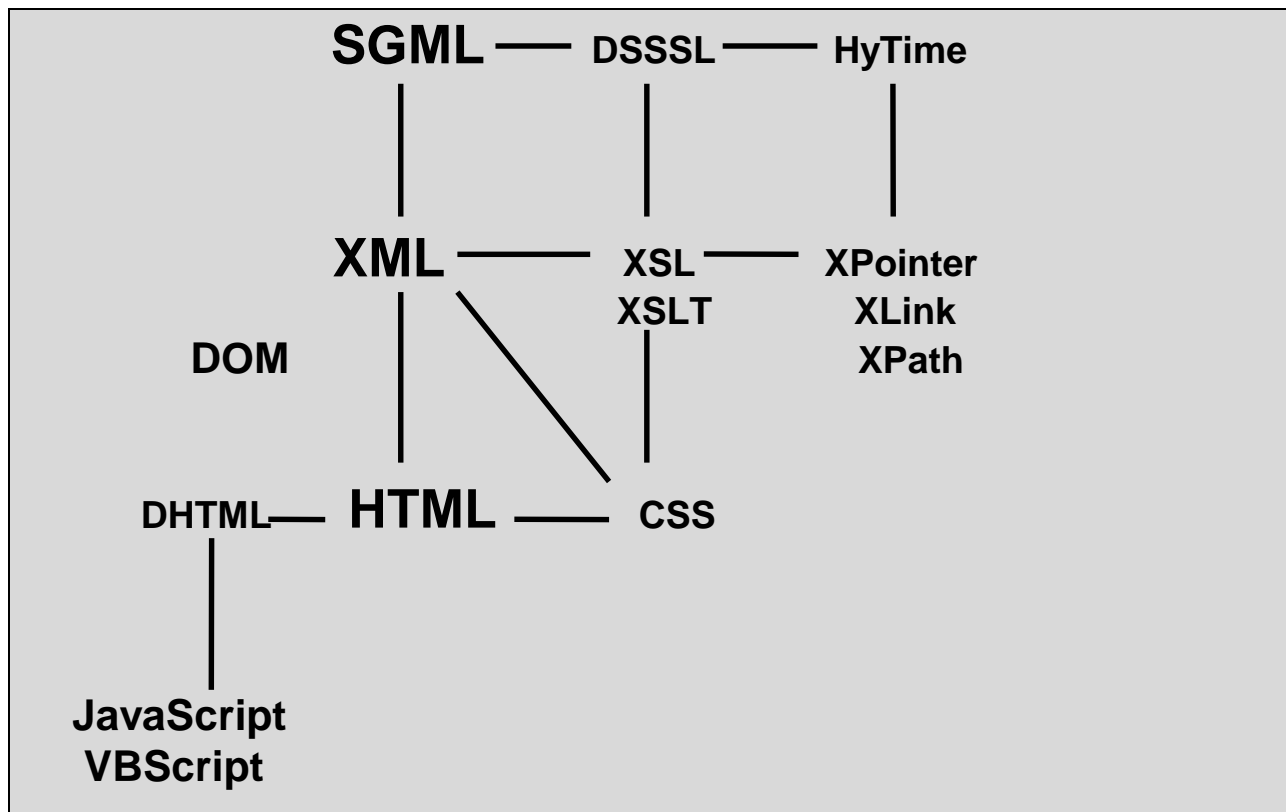 SGML DSSSL HyTime
XML XSL XPointer
XSLT XLink
DOM XPath
DHTML HTML CSS
JavaScript
VBScript